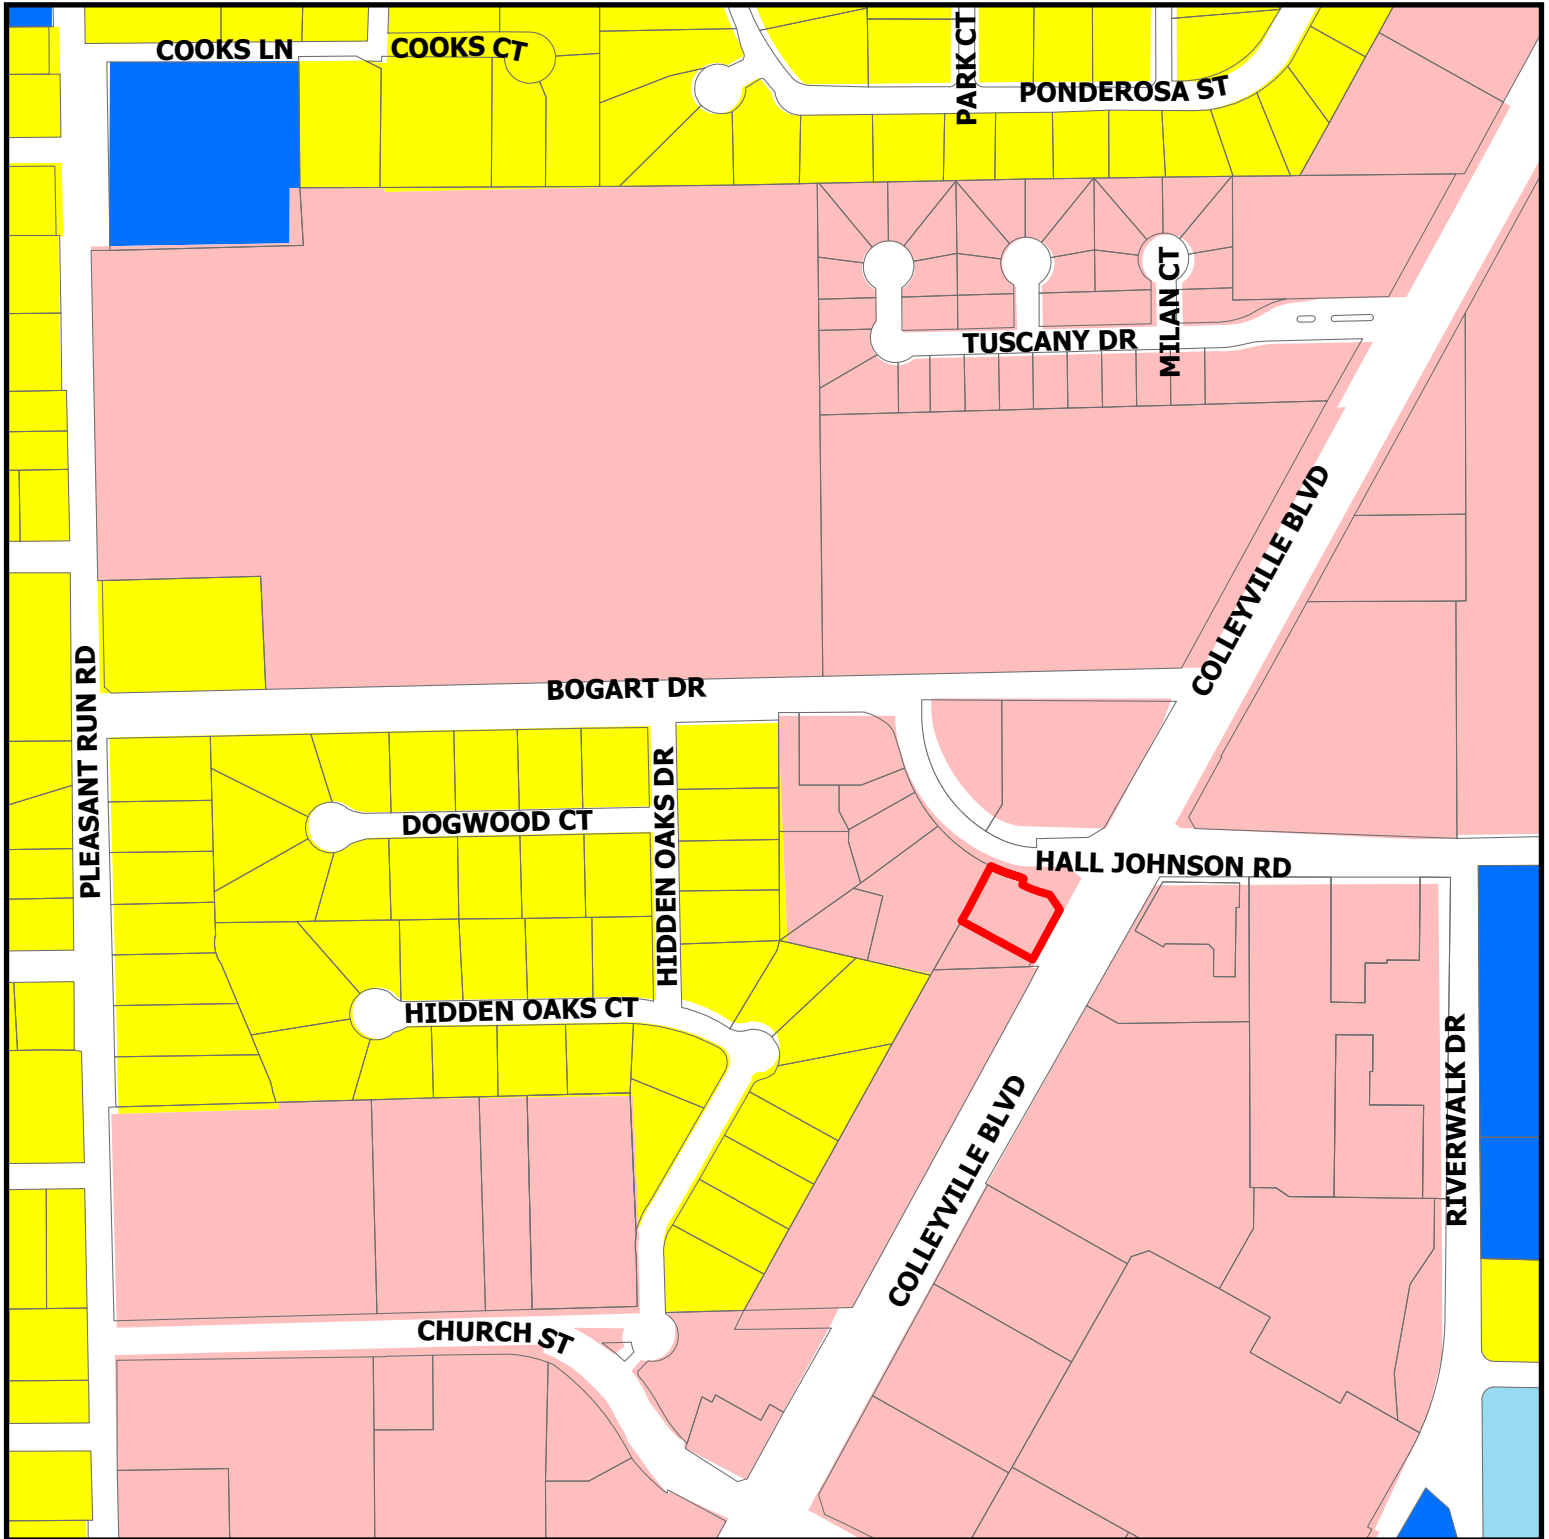 COOKS LN
COOKS CT
PARK CT
PONDEROSA ST
TUSCANY DR
MILAN CT
COLLEYVILLE BLVD
PLEASANT RUN RD
BOGART DR
HIDDEN OAKS DR
DOGWOOD CT
HALL JOHNSON RD
HIDDEN OAKS CT
RIVERWALK DR
COLLEYVILLE BLVD
CHURCH ST